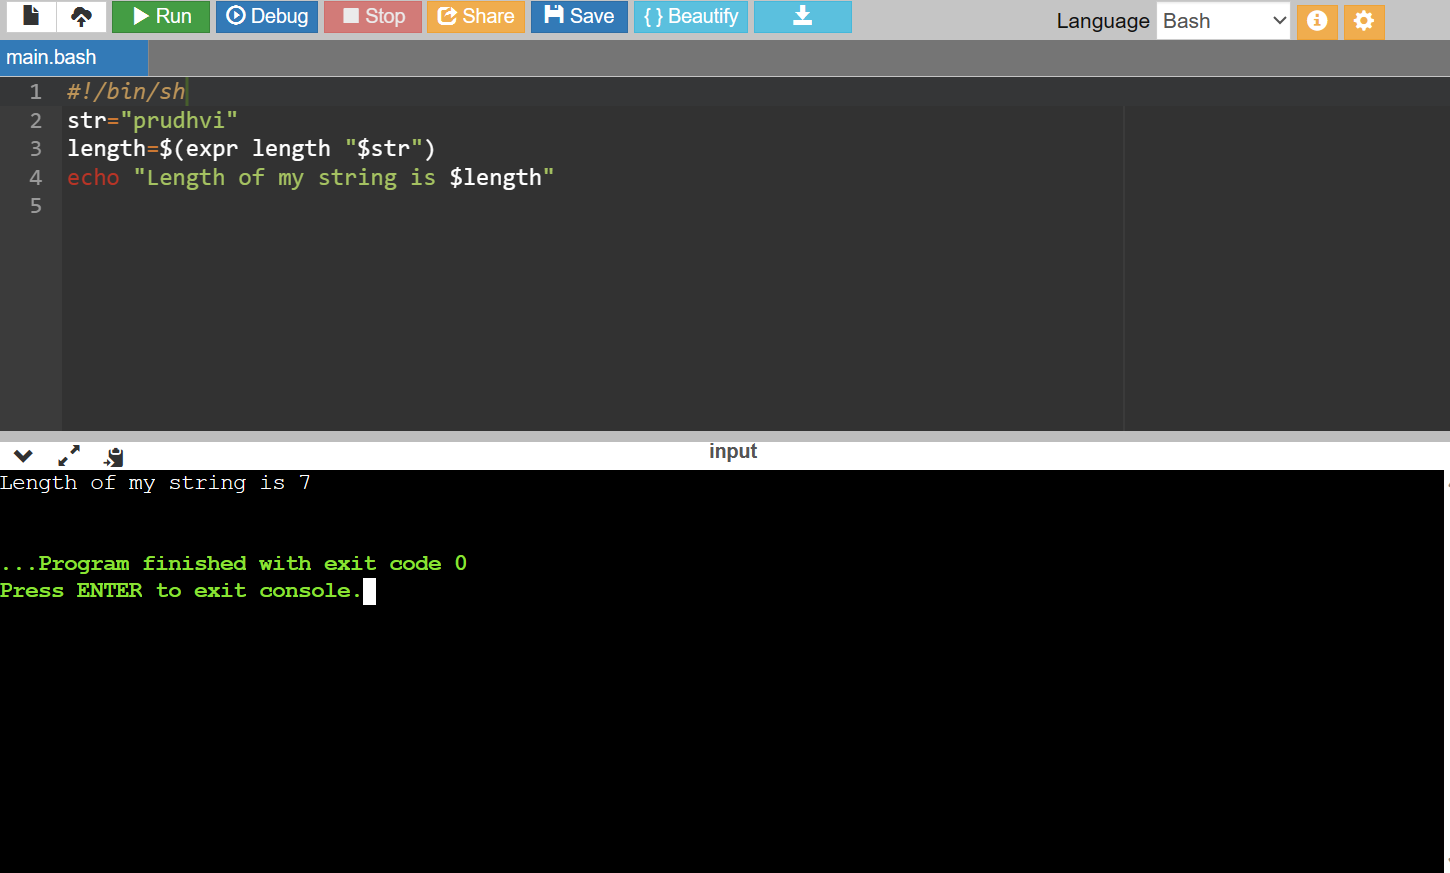 Run Debug Stop Share Save { } Beautify Language Bash
main.bash
1 #!/bin/sh
2 str="prudhvi"
3 length=$(expr length "$str")
4 echo "Length of my string is $length"
5
input
Length of my string is 7
...Program finished with exit code 0
Press ENTER to exit console.